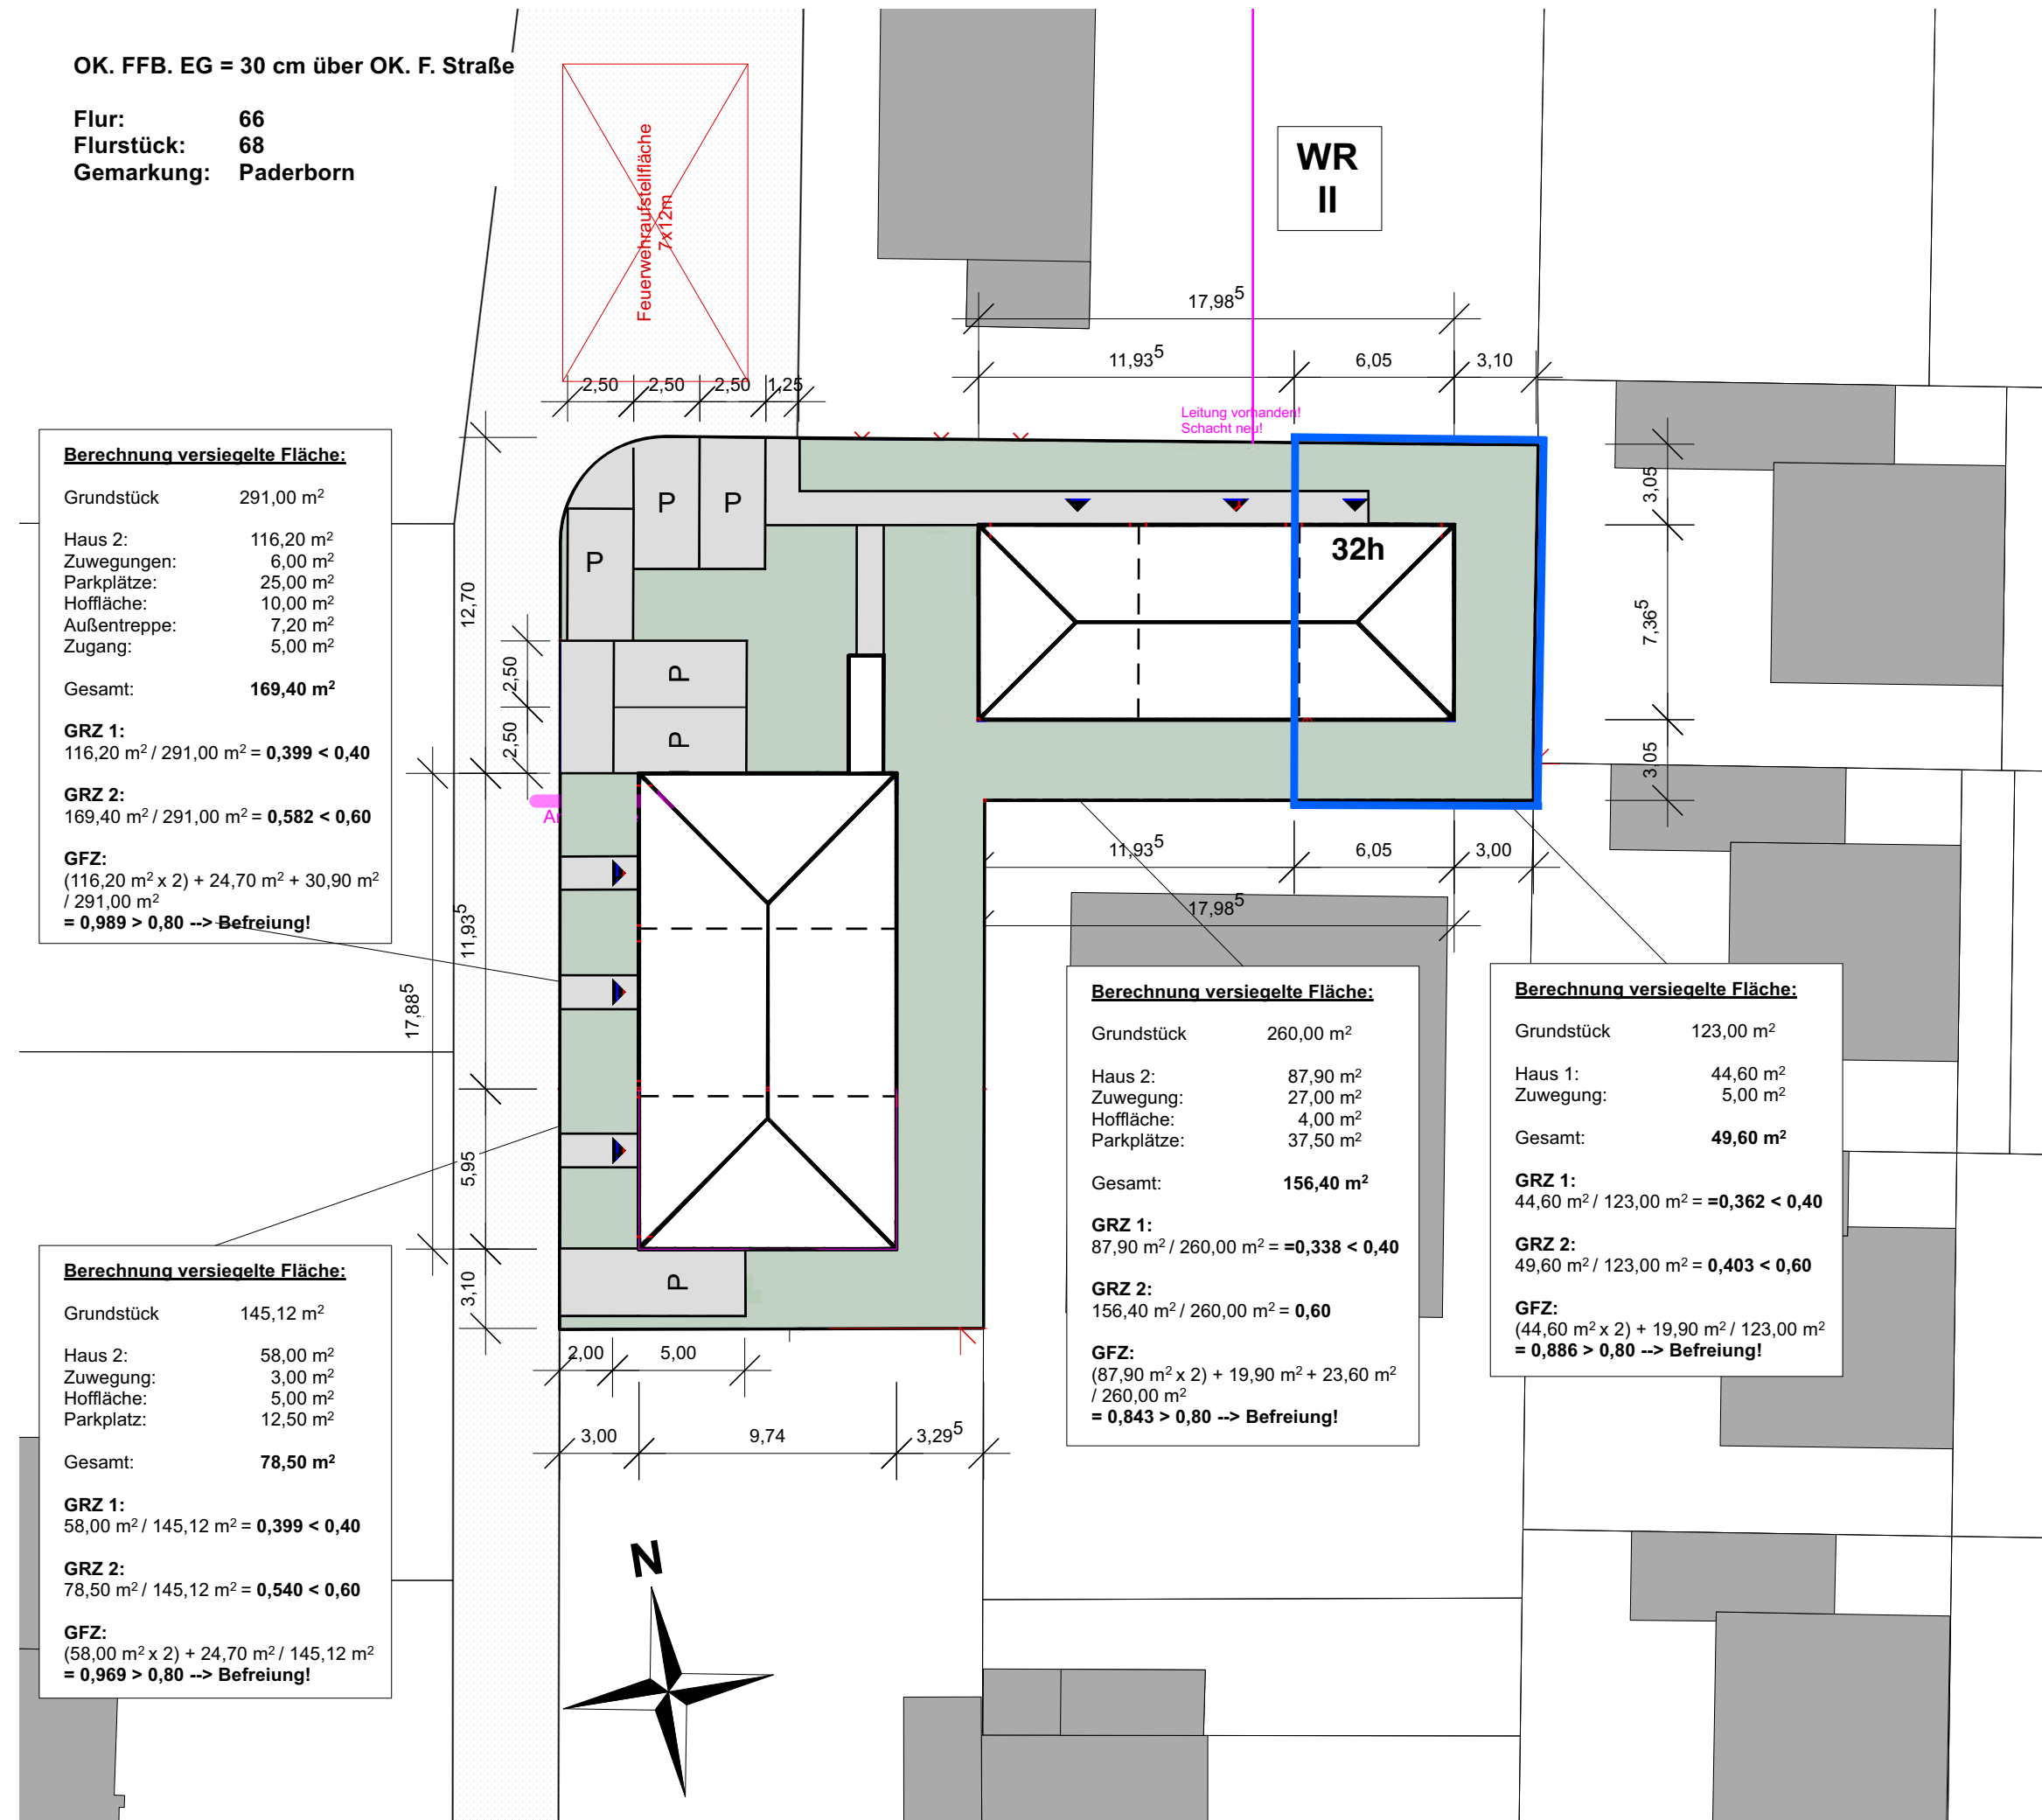 OK. FFB. EG = 30 cm über OK. F. Straße
Flur: 66
Flurstück: 68
Gemarkung: Paderborn
Feuerwehraufstellfläche
7x12m
WR
II
17,98⁵
11,93⁵ 6,05 3,10
2,50 2,50 2,50 1,25
Leitung vorhanden!
Schacht neu!
P P
P
P
P
32h
3,05
7,36⁵
3,05
12,70
2,50
2,50
11,93⁵
17,88⁵
5,95
3,10
11,93⁵ 6,05 3,00
17,98⁵
P
2,00 5,00
3,00 9,74 3,29⁵
N
Berechnung versiegelte Fläche:
Grundstück 291,00 m²
Haus 2: 116,20 m²
Zuwegungen: 6,00 m²
Parkplätze: 25,00 m²
Hoffläche: 10,00 m²
Außentreppe: 7,20 m²
Zugang: 5,00 m²
Gesamt: 169,40 m²
GRZ 1:
116,20 m² / 291,00 m² = 0,399 < 0,40
GRZ 2:
169,40 m² / 291,00 m² = 0,582 < 0,60
GFZ:
(116,20 m² x 2) + 24,70 m² + 30,90 m²
/ 291,00 m²
= 0,989 > 0,80 --> Befreiung!
Berechnung versiegelte Fläche:
Grundstück 145,12 m²
Haus 2: 58,00 m²
Zuwegung: 3,00 m²
Hoffläche: 5,00 m²
Parkplatz: 12,50 m²
Gesamt: 78,50 m²
GRZ 1:
58,00 m² / 145,12 m² = 0,399 < 0,40
GRZ 2:
78,50 m² / 145,12 m² = 0,540 < 0,60
GFZ:
(58,00 m² x 2) + 24,70 m² / 145,12 m²
= 0,969 > 0,80 --> Befreiung!
Berechnung versiegelte Fläche:
Grundstück 260,00 m²
Haus 2: 87,90 m²
Zuwegung: 27,00 m²
Hoffläche: 4,00 m²
Parkplätze: 37,50 m²
Gesamt: 156,40 m²
GRZ 1:
87,90 m² / 260,00 m² = =0,338 < 0,40
GRZ 2:
156,40 m² / 260,00 m² = 0,60
GFZ:
(87,90 m² x 2) + 19,90 m² + 23,60 m²
/ 260,00 m²
= 0,843 > 0,80 --> Befreiung!
Berechnung versiegelte Fläche:
Grundstück 123,00 m²
Haus 1: 44,60 m²
Zuwegung: 5,00 m²
Gesamt: 49,60 m²
GRZ 1:
44,60 m² / 123,00 m² = =0,362 < 0,40
GRZ 2:
49,60 m² / 123,00 m² = 0,403 < 0,60
GFZ:
(44,60 m² x 2) + 19,90 m² / 123,00 m²
= 0,886 > 0,80 --> Befreiung!